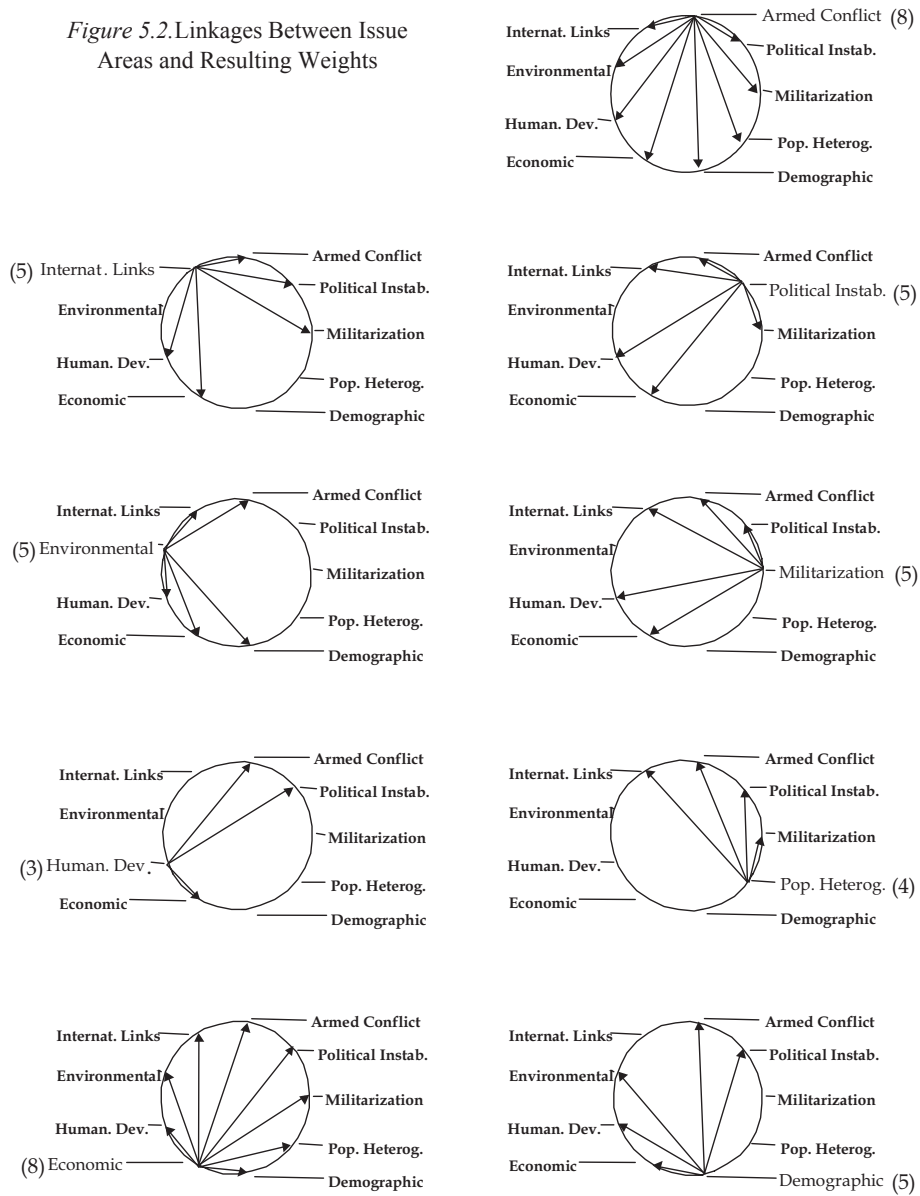 Figure 5.2.Linkages Between Issue
Areas and Resulting Weights
Armed Conflict (8)
Internat. Links
Political Instab.
Environmental
Militarization
Human. Dev.
Pop. Heterog.
Economic
Demographic
Armed Conflict
(5) Internat. Links
Political Instab.
Environmental
Militarization
Human. Dev.
Pop. Heterog.
Economic
Demographic
Armed Conflict
Internat. Links
Political Instab. (5)
Environmental
Militarization
Human. Dev.
Pop. Heterog.
Economic
Demographic
Armed Conflict
Internat. Links
Political Instab.
(5) Environmental
Militarization
Human. Dev.
Pop. Heterog.
Economic
Demographic
Armed Conflict
Internat. Links
Political Instab.
Environmental
Militarization (5)
Human. Dev.
Pop. Heterog.
Economic
Demographic
Armed Conflict
Internat. Links
Political Instab.
Environmental
Militarization
(3) Human. Dev.
Pop. Heterog.
Economic
Demographic
Armed Conflict
Internat. Links
Political Instab.
Environmental
Militarization
Human. Dev.
Pop. Heterog. (4)
Economic
Demographic
Armed Conflict
Internat. Links
Political Instab.
Environmental
Militarization
Human. Dev.
Pop. Heterog.
(8) Economic
Demographic
Armed Conflict
Internat. Links
Political Instab.
Environmental
Militarization
Human. Dev.
Pop. Heterog.
Economic
Demographic (5)